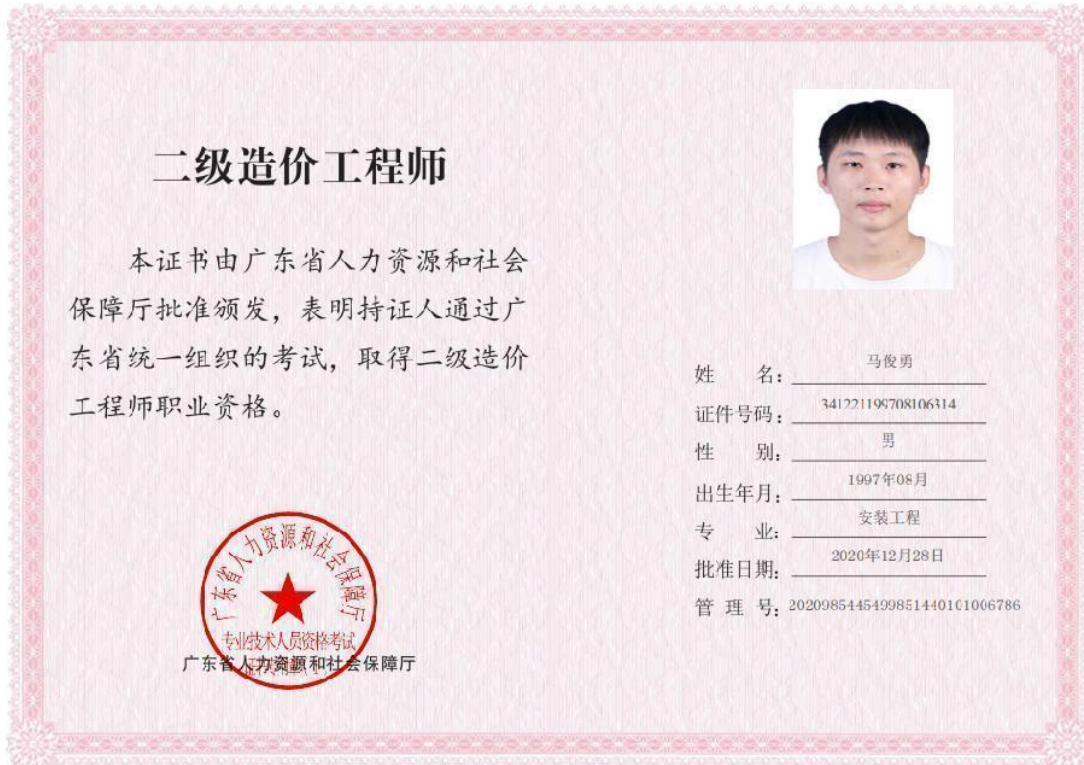 二级造价工程师
本证书由广东省人力资源和社会
保障厅批准颁发，表明持证人通过广
东省统一组织的考试，取得二级造价
工程师职业资格。
广东省人力资源和社会保障厅
专业技术人员资格考试
广东省人力资源和社会保障厅
姓 名：马俊勇
证件号码：341221199708106314
性 别：男
出生年月：1997年08月
专 业：安装工程
批准日期：2020年12月28日
管 理 号：20209854454998514401​01006786